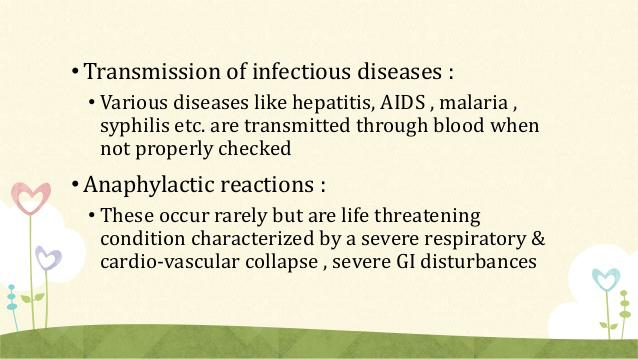 • Transmission of infectious diseases :
• Various diseases like hepatitis, AIDS , malaria ,
syphilis etc. are transmitted through blood when
not properly checked
• Anaphylactic reactions :
• These occur rarely but are life threatening
condition characterized by a severe respiratory &
cardio-vascular collapse , severe GI disturbances